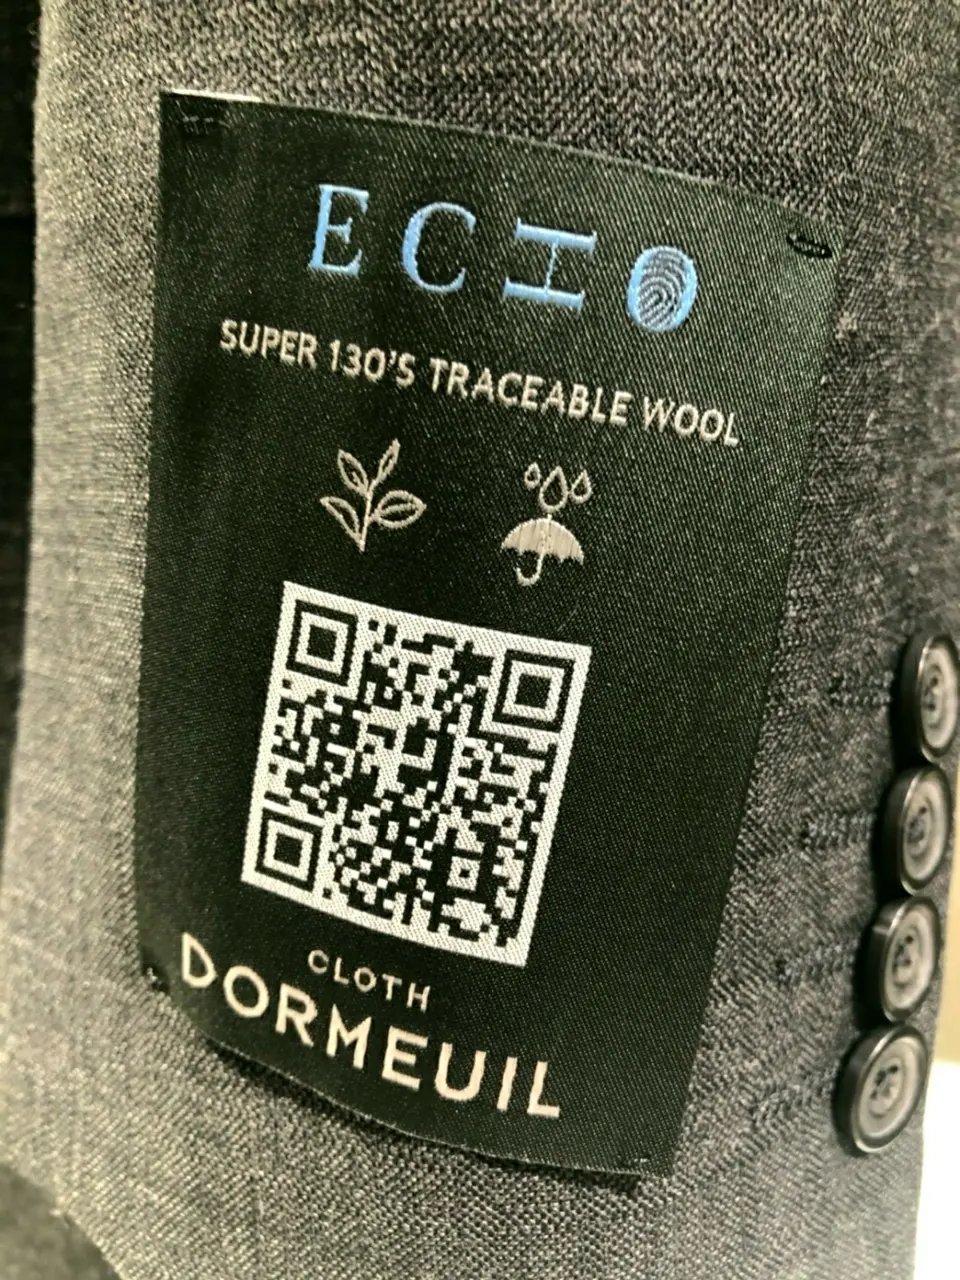 ECHO
SUPER 130'S TRACEABLE WOOL
CLOTH
DORMEUIL